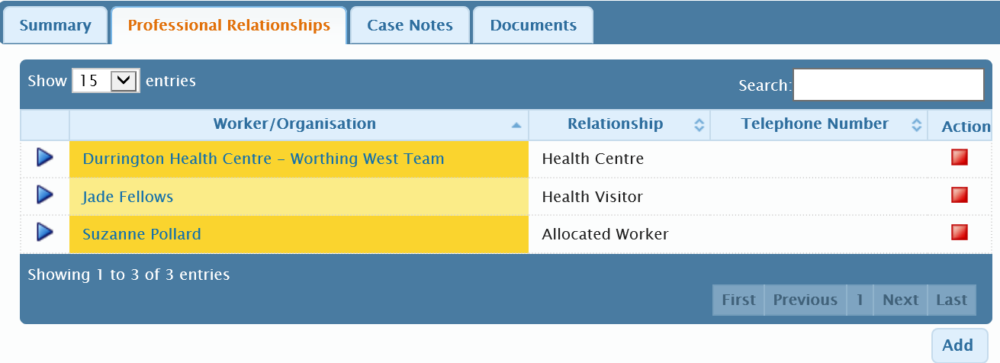 Summary Professional Relationships Case Notes Documents
Show 15 entries Search:
Worker/Organisation Relationship Telephone Number Action
Durrington Health Centre - Worthing West Team Health Centre
Jade Fellows Health Visitor
Suzanne Pollard Allocated Worker
Showing 1 to 3 of 3 entries
First Previous 1 Next Last
Add